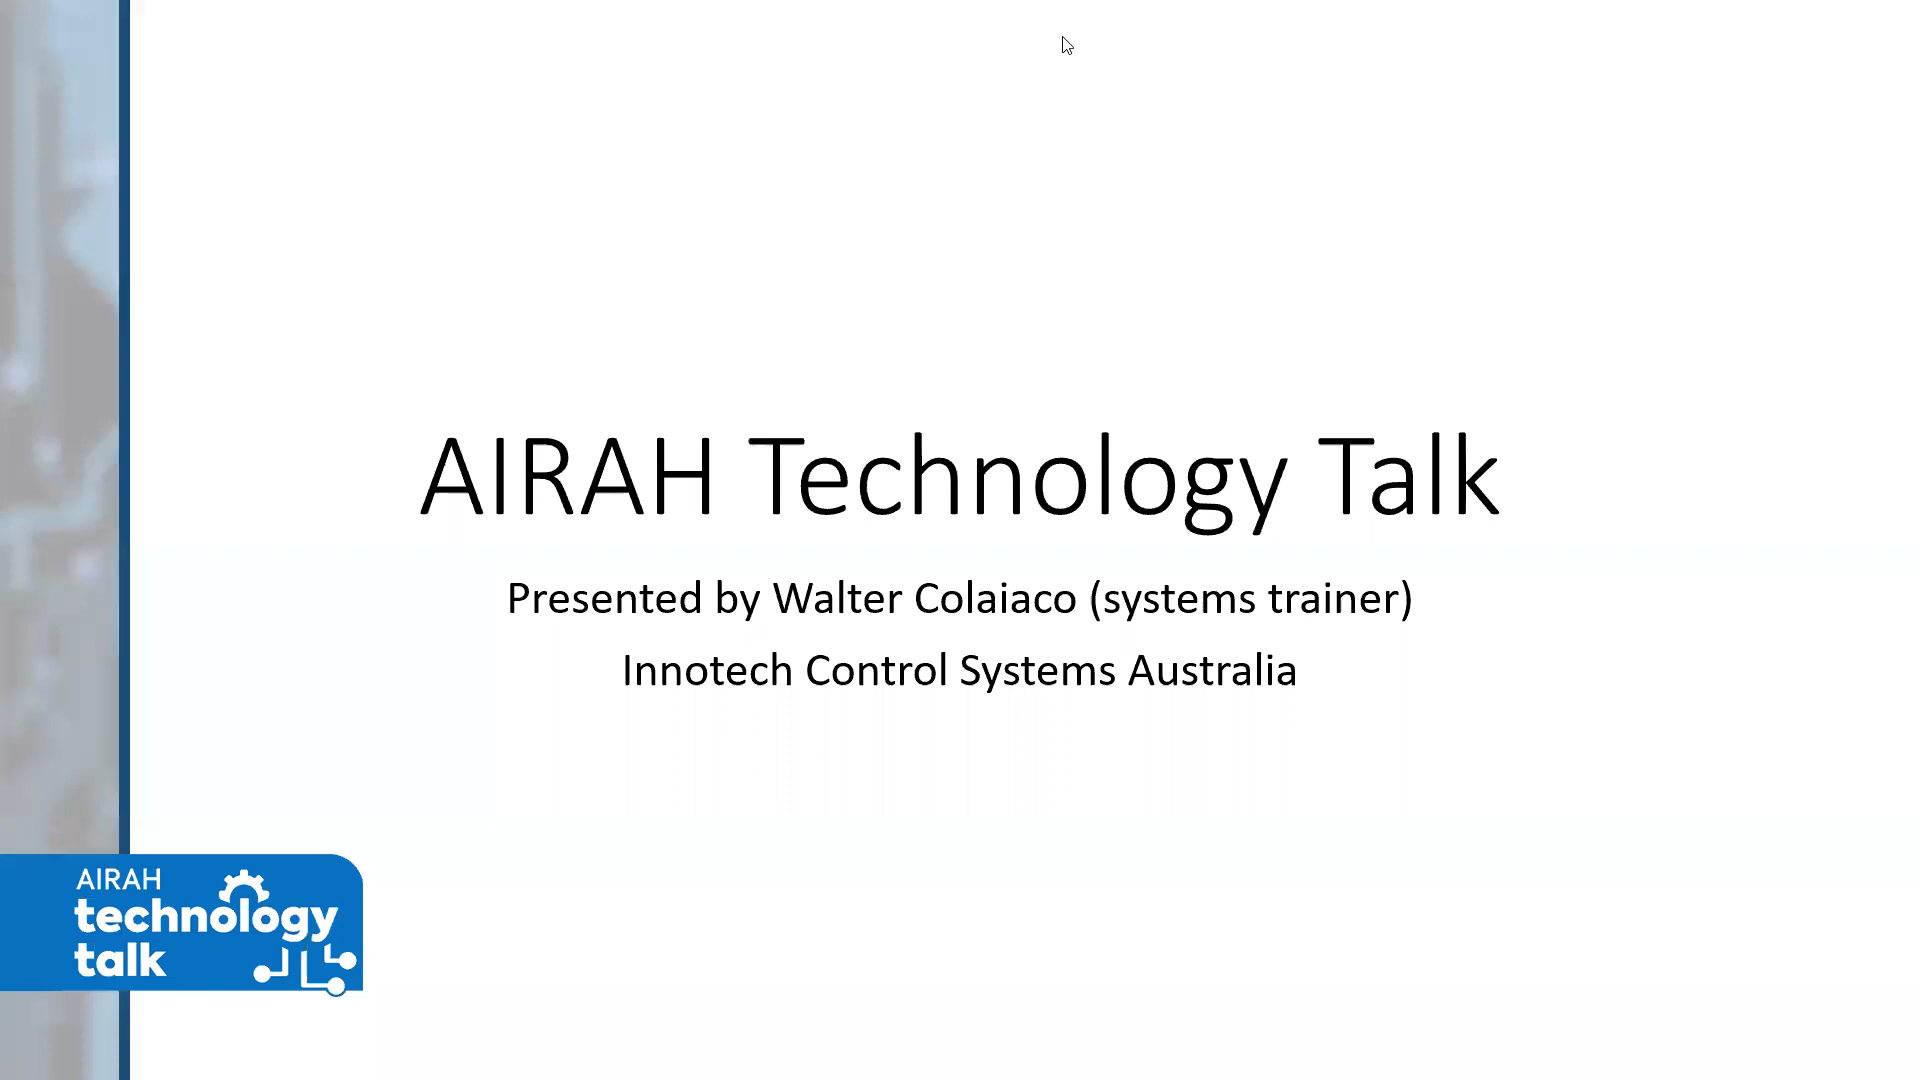 AIRAH Technology Talk
Presented by Walter Colaiaco (systems trainer)
Innotech Control Systems Australia
AIRAH
technology
talk